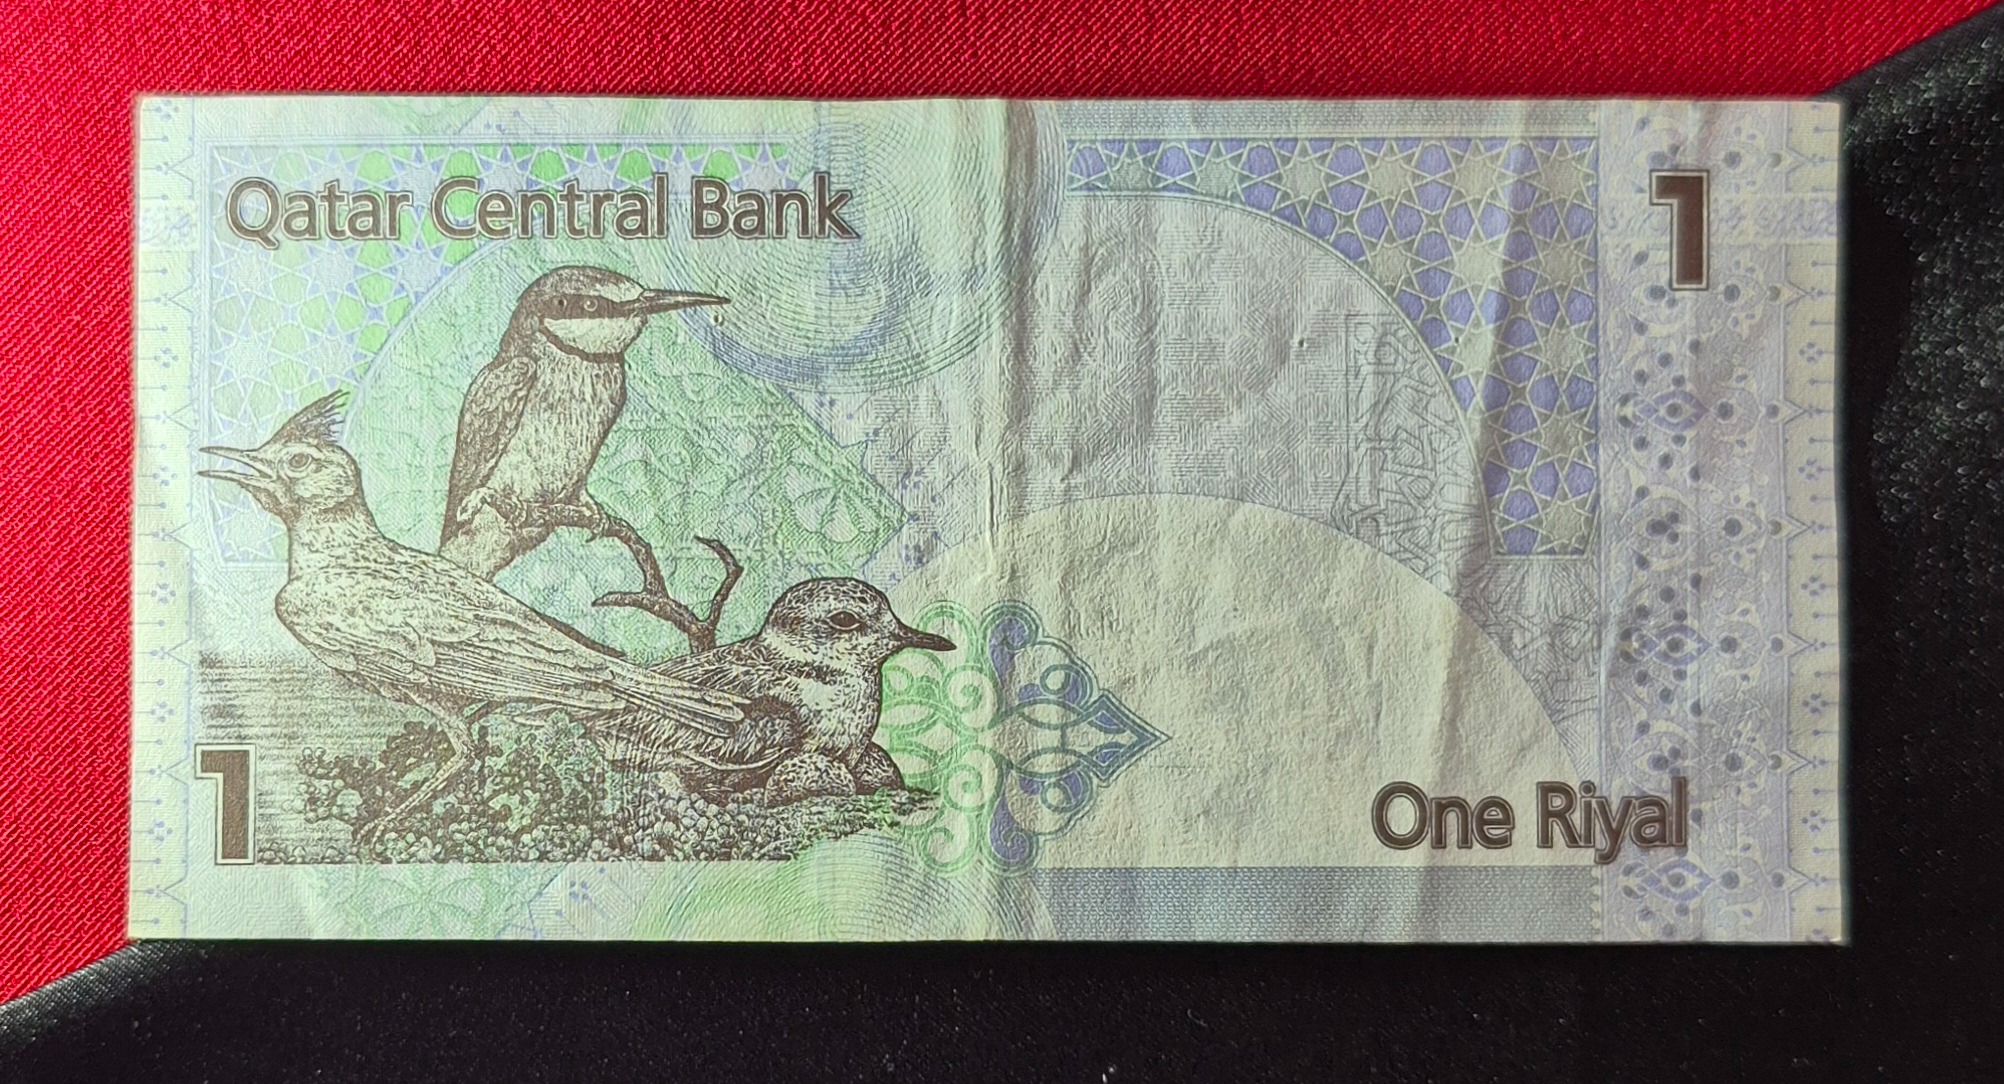 Qatar Central Bank
1
1
One Riyal